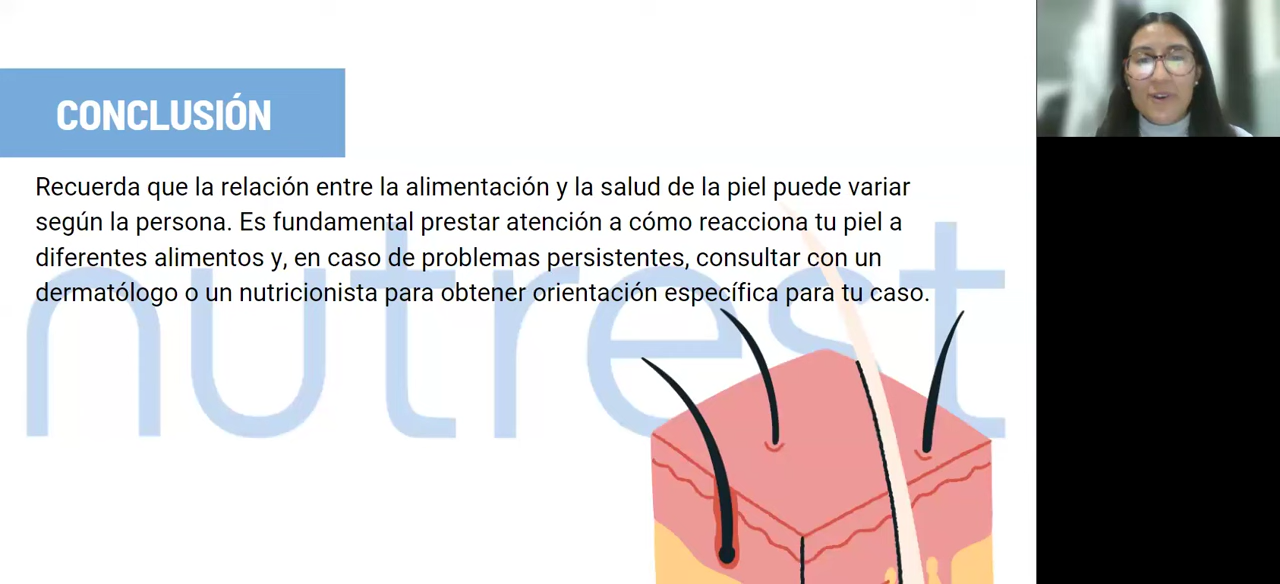 CONCLUSIÓN
Recuerda que la relación entre la alimentación y la salud de la piel puede variar
según la persona. Es fundamental prestar atención a cómo reacciona tu piel a
diferentes alimentos y, en caso de problemas persistentes, consultar con un
dermatólogo o un nutricionista para obtener orientación específica para tu caso.
nutrest